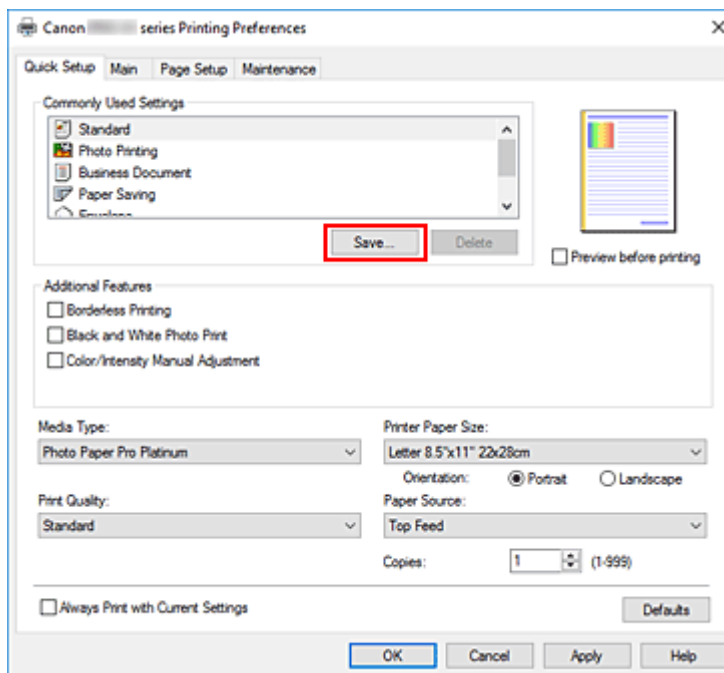 Canon series Printing Preferences
Quick Setup Main Page Setup Maintenance
Commonly Used Settings
Standard
Photo Printing
Business Document
Paper Saving
Save... Delete
Preview before printing
Additional Features
Borderless Printing
Black and White Photo Print
Color/Intensity Manual Adjustment
Media Type: Printer Paper Size:
Photo Paper Pro Platinum Letter 8.5"x11" 22x28cm
Orientation: Portrait Landscape
Print Quality: Paper Source:
Standard Top Feed
Copies: 1 (1-999)
Always Print with Current Settings Defaults
OK Cancel Apply Help